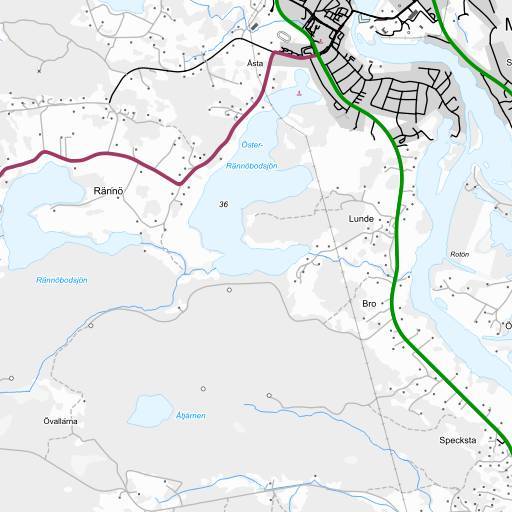 N
Åsta
S
Öster-
Rännöbodsjön
Rännö
36
Lunde
Rotön
Rännöbodsjön
Bro
Ö
Åtjärnen
Övallarna
Specksta